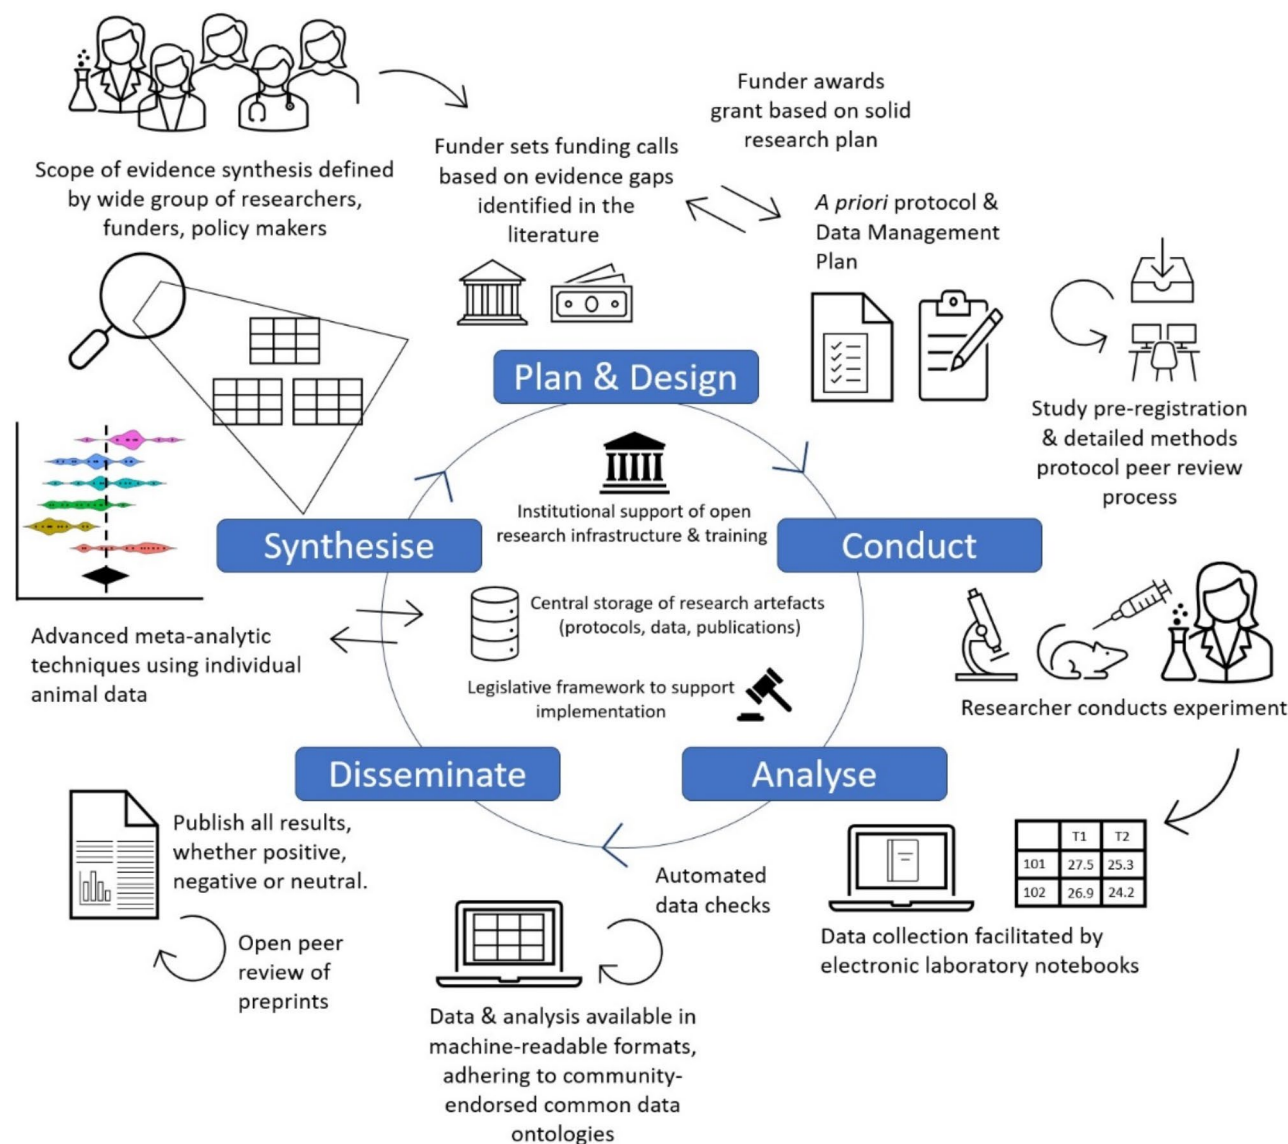 Scope of evidence synthesis defined
by wide group of researchers,
funders, policy makers
Funder sets funding calls
based on evidence gaps
identified in the
literature
Funder awards
grant based on solid
research plan
A priori protocol &
Data Management
Plan
Study pre-registration
& detailed methods
protocol peer review
process
Plan & Design
Institutional support of open
research infrastructure & training
Synthesise
Conduct
Central storage of research artefacts
(protocols, data, publications)
Legislative framework to support
implementation
Advanced meta-analytic
techniques using individual
animal data
Researcher conducts experiment
Disseminate
Analyse
Publish all results,
whether positive,
negative or neutral.
Open peer
review of
preprints
Automated
data checks
Data & analysis available in
machine-readable formats,
adhering to community-
endorsed common data
ontologies
T1 T2
101 27.5 25.3
102 26.9 24.2
Data collection facilitated by
electronic laboratory notebooks